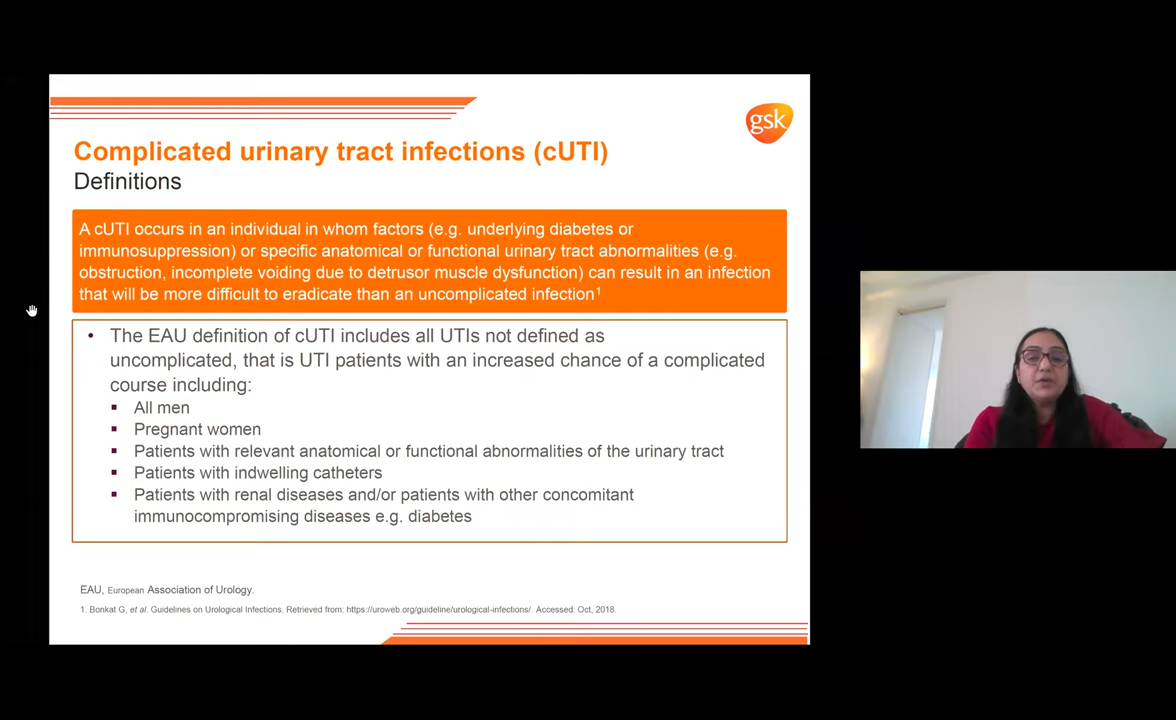 gsk
Complicated urinary tract infections (cUTI)
Definitions
A cUTI occurs in an individual in whom factors (e.g. underlying diabetes or
immunosuppression) or specific anatomical or functional urinary tract abnormalities (e.g.
obstruction, incomplete voiding due to detrusor muscle dysfunction) can result in an infection
that will be more difficult to eradicate than an uncomplicated infection¹
• The EAU definition of cUTI includes all UTIs not defined as
uncomplicated, that is UTI patients with an increased chance of a complicated
course including:
▪ All men
▪ Pregnant women
▪ Patients with relevant anatomical or functional abnormalities of the urinary tract
▪ Patients with indwelling catheters
▪ Patients with renal diseases and/or patients with other concomitant
immunocompromising diseases e.g. diabetes
EAU, European Association of Urology.
1. Bonkat G, et al. Guidelines on Urological Infections. Retrieved from: https://uroweb.org/guideline/urological-infections/. Accessed: Oct, 2018.